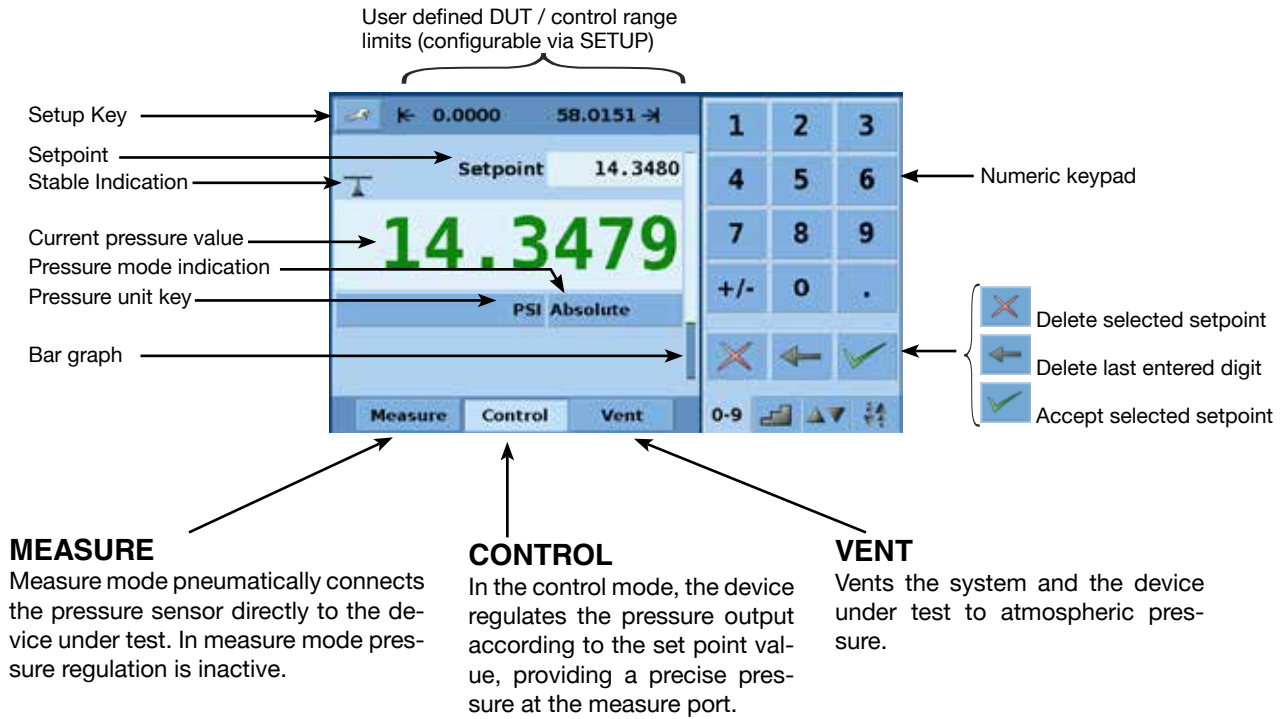 User defined DUT / control range
limits (configurable via SETUP)
Setup Key
Setpoint
Stable Indication
Current pressure value
Pressure mode indication
Pressure unit key
Bar graph
0.0000 58.0151
Setpoint 14.3480
14.3479
PSI Absolute
Measure Control Vent
1 2 3
4 5 6
7 8 9
+/- 0 .
0-9
Numeric keypad
Delete selected setpoint
Delete last entered digit
Accept selected setpoint
MEASURE
Measure mode pneumatically connects
the pressure sensor directly to the de-
vice under test. In measure mode pres-
sure regulation is inactive.
CONTROL
In the control mode, the device
regulates the pressure output
according to the set point val-
ue, providing a precise pres-
sure at the measure port.
VENT
Vents the system and the device
under test to atmospheric pres-
sure.